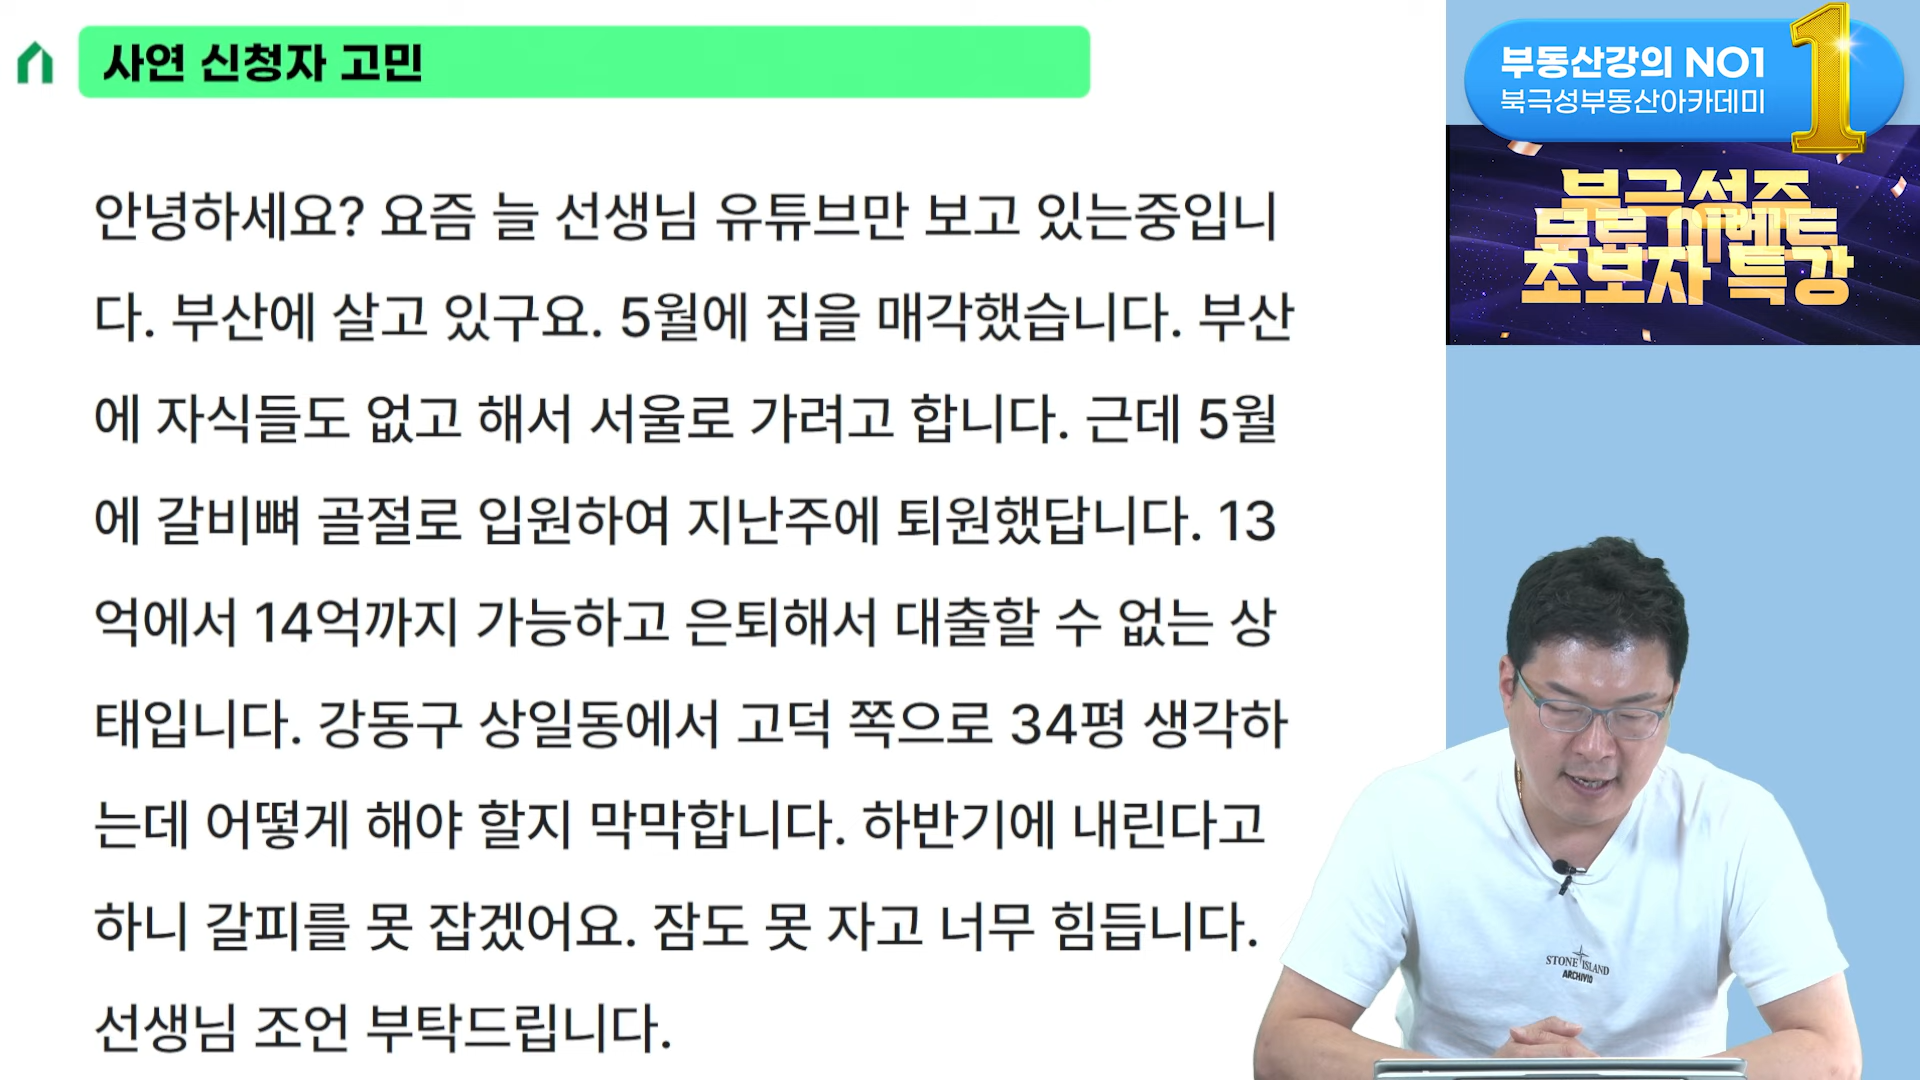 사연 신청자 고민
안녕하세요? 요즘 늘 선생님 유튜브만 보고 있는중입니
다. 부산에 살고 있구요. 5월에 집을 매각했습니다. 부산
에 자식들도 없고 해서 서울로 가려고 합니다. 근데 5월
에 갈비뼈 골절로 입원하여 지난주에 퇴원했답니다. 13
억에서 14억까지 가능하고 은퇴해서 대출할 수 없는 상
태입니다. 강동구 상일동에서 고덕 쪽으로 34평 생각하
는데 어떻게 해야 할지 막막합니다. 하반기에 내린다고
하니 갈피를 못 잡겠어요. 잠도 못 자고 너무 힘듭니다.
선생님 조언 부탁드립니다.
부동산강의 NO1
북극성부동산아카데미
1
북극성주
무료 이벤트
초보자 특강
STONE ISLAND
ARCHIVIO